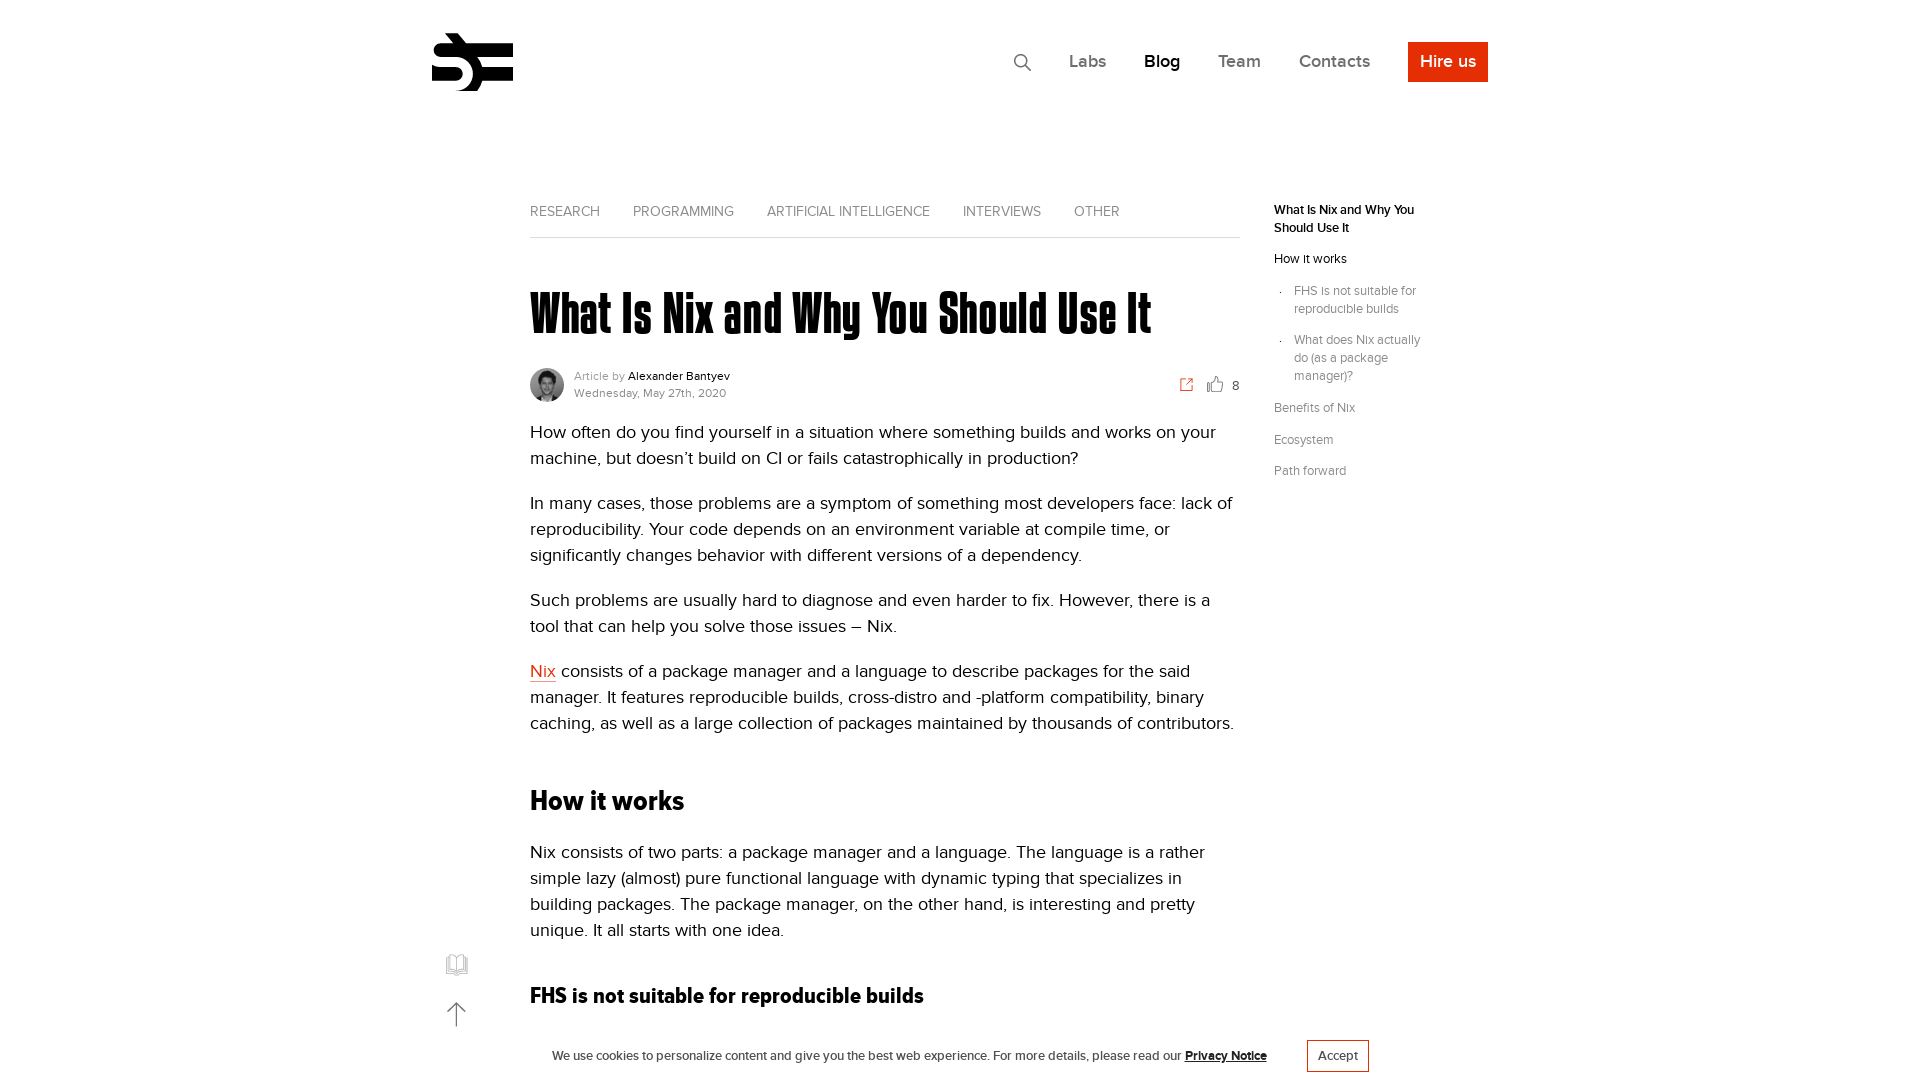 Labs
Blog
Team
Contacts
Hire us
RESEARCH
PROGRAMMING
ARTIFICIAL INTELLIGENCE
INTERVIEWS
OTHER
What Is Nix and Why You Should Use It
Article by Alexander Bantyev
Wednesday, May 27th, 2020
8
How often do you find yourself in a situation where something builds and works on your
machine, but doesn’t build on CI or fails catastrophically in production?
In many cases, those problems are a symptom of something most developers face: lack of
reproducibility. Your code depends on an environment variable at compile time, or
significantly changes behavior with different versions of a dependency.
Such problems are usually hard to diagnose and even harder to fix. However, there is a
tool that can help you solve those issues – Nix.
Nix consists of a package manager and a language to describe packages for the said
manager. It features reproducible builds, cross-distro and -platform compatibility, binary
caching, as well as a large collection of packages maintained by thousands of contributors.
How it works
Nix consists of two parts: a package manager and a language. The language is a rather
simple lazy (almost) pure functional language with dynamic typing that specializes in
building packages. The package manager, on the other hand, is interesting and pretty
unique. It all starts with one idea.
FHS is not suitable for reproducible builds
What Is Nix and Why You
Should Use It
How it works
FHS is not suitable for
reproducible builds
What does Nix actually
do (as a package
manager)?
Benefits of Nix
Ecosystem
Path forward
We use cookies to personalize content and give you the best web experience. For more details, please read our Privacy Notice
Accept